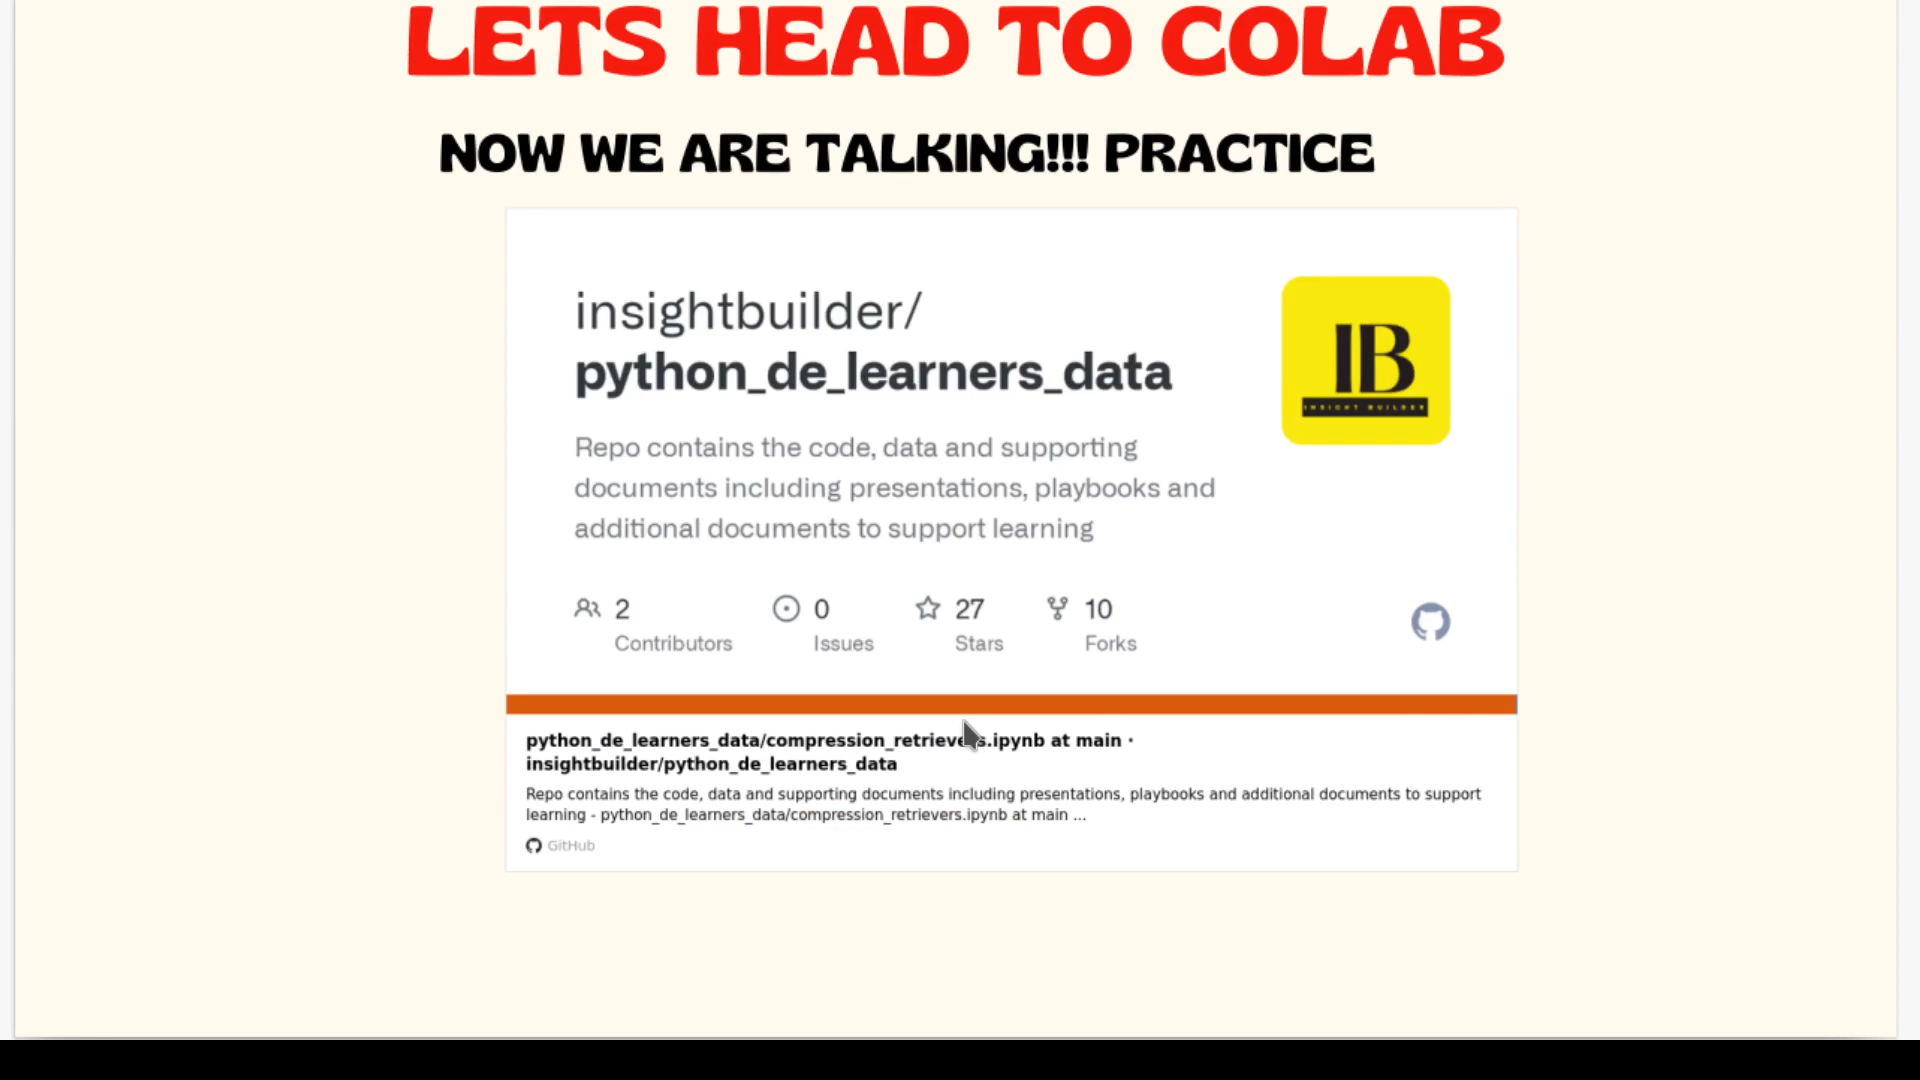 LETS HEAD TO COLAB
NOW WE ARE TALKING!!! PRACTICE
insightbuilder/
python_de_learners_data
IB
INSIGHT BUILDER
Repo contains the code, data and supporting
documents including presentations, playbooks and
additional documents to support learning
2 0 27 10
Contributors Issues Stars Forks
python_de_learners_data/compression_retrievers.ipynb at main ·
insightbuilder/python_de_learners_data
Repo contains the code, data and supporting documents including presentations, playbooks and additional documents to support
learning - python_de_learners_data/compression_retrievers.ipynb at main ...
GitHub